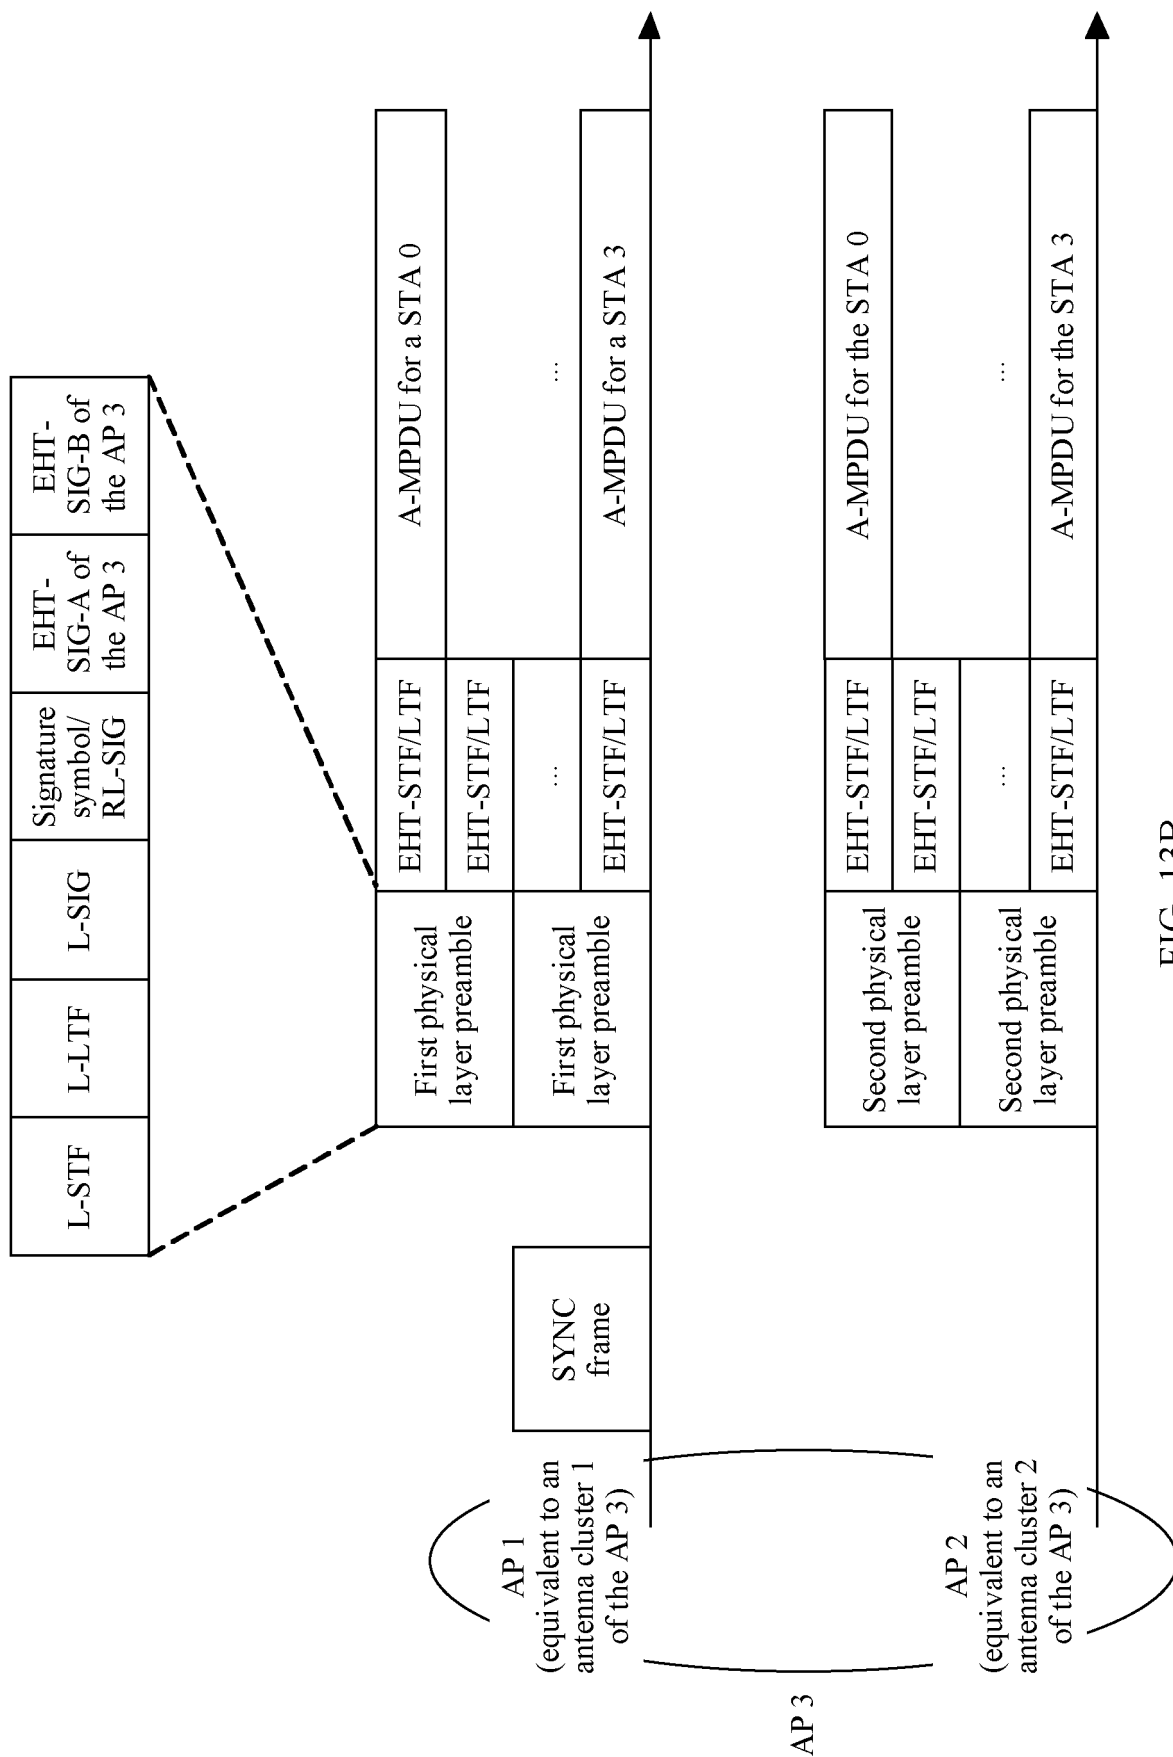 L-STF
L-LTF
L-SIG
Signature
symbol/
RL-SIG
EHT-
SIG-A of
the AP 3
EHT-
SIG-B of
the AP 3
AP 3
AP 1
(equivalent to an
antenna cluster 1
of the AP 3)
SYNC
frame
First physical
layer preamble
First physical
layer preamble
EHT-STF/LTF
EHT-STF/LTF
...
EHT-STF/LTF
A-MPDU for a STA 0
...
A-MPDU for a STA 3
AP 2
(equivalent to an
antenna cluster 2
of the AP 3)
Second physical
layer preamble
Second physical
layer preamble
EHT-STF/LTF
EHT-STF/LTF
...
EHT-STF/LTF
A-MPDU for the STA 0
...
A-MPDU for the STA 3
FIG.